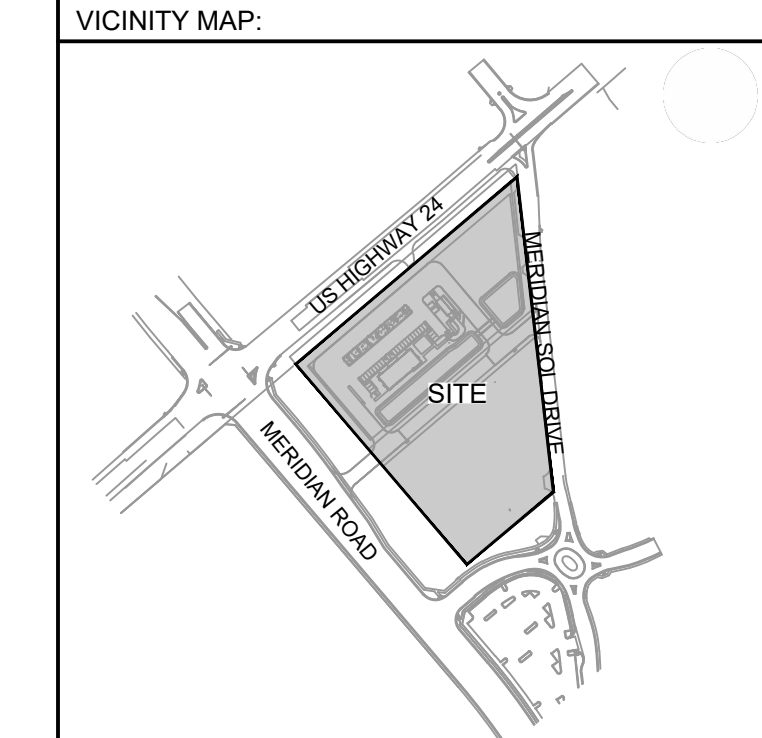 VICINITY MAP:
US HIGHWAY 24
MERIDIAN SOL DRIVE
SITE
MERIDIAN ROAD